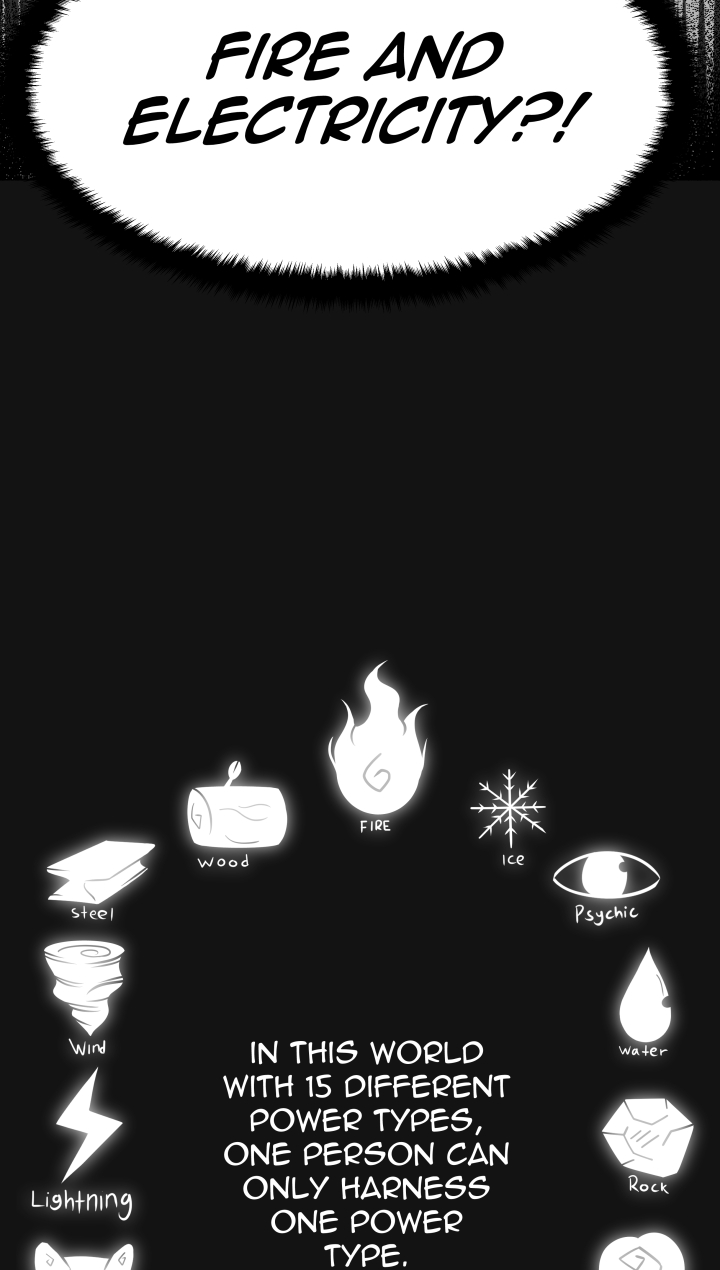 FIRE AND
ELECTRICITY?!
FIRE
Wood
Ice
Steel
Psychic
Wind
Water
Lightning
Rock
IN THIS WORLD
WITH 15 DIFFERENT
POWER TYPES,
ONE PERSON CAN
ONLY HARNESS
ONE POWER
TYPE.